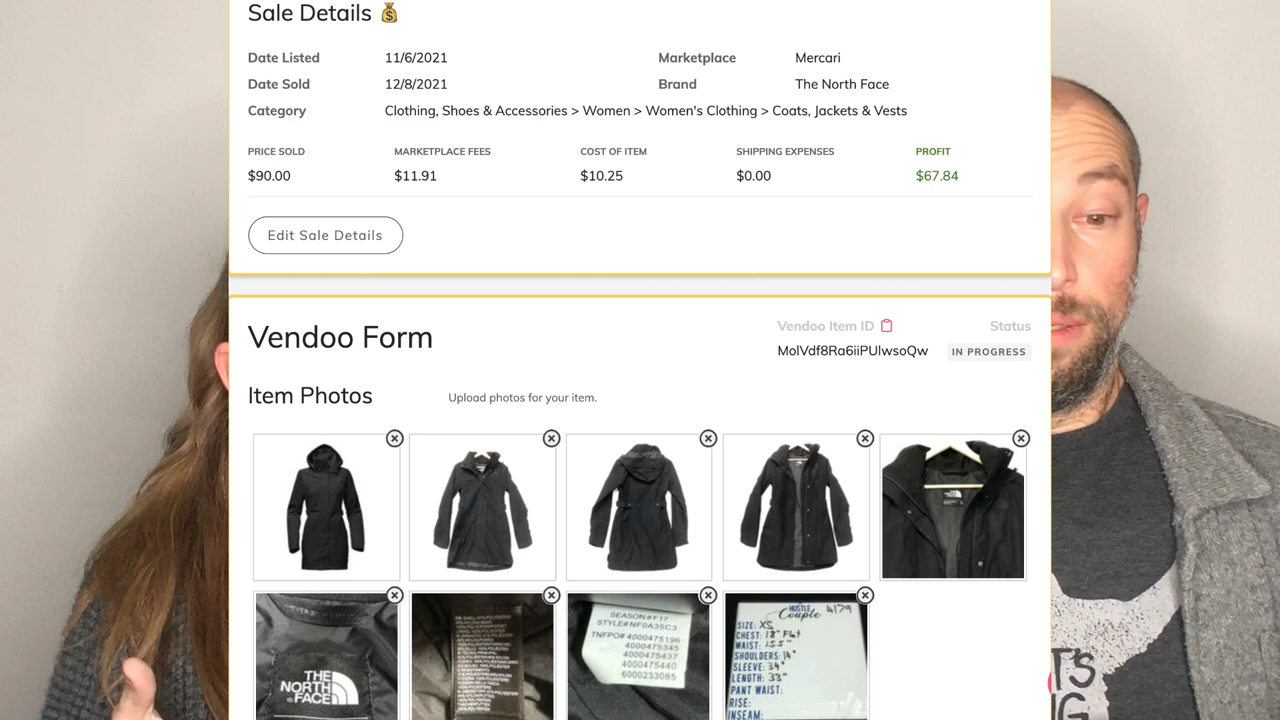 Sale Details
Date Listed 11/6/2021 Marketplace Mercari
Date Sold 12/8/2021 Brand The North Face
Category Clothing, Shoes & Accessories > Women > Women's Clothing > Coats, Jackets & Vests
PRICE SOLD MARKETPLACE FEES COST OF ITEM SHIPPING EXPENSES PROFIT
$90.00 $11.91 $10.25 $0.00 $67.84
Edit Sale Details
Vendoo Form
Vendoo Item ID Status
MolVdf8Ra6iiPUlwsoQw IN PROGRESS
Item Photos Upload photos for your item.
THE
NORTH
FACE
SEASON#F17
STYLE#NF0A35C3
TNFPO# 4000475196
4000475345
4000475437
4000475440
6000233085
HUSTLE 4179
Couple
SIZE: XS
CHEST: 18" Flat
WAIST: 15.5"
SHOULDERS: 14"
SLEEVE: 34"
LENGTH: 33"
PANT WAIST:
RISE:
INSEAM: